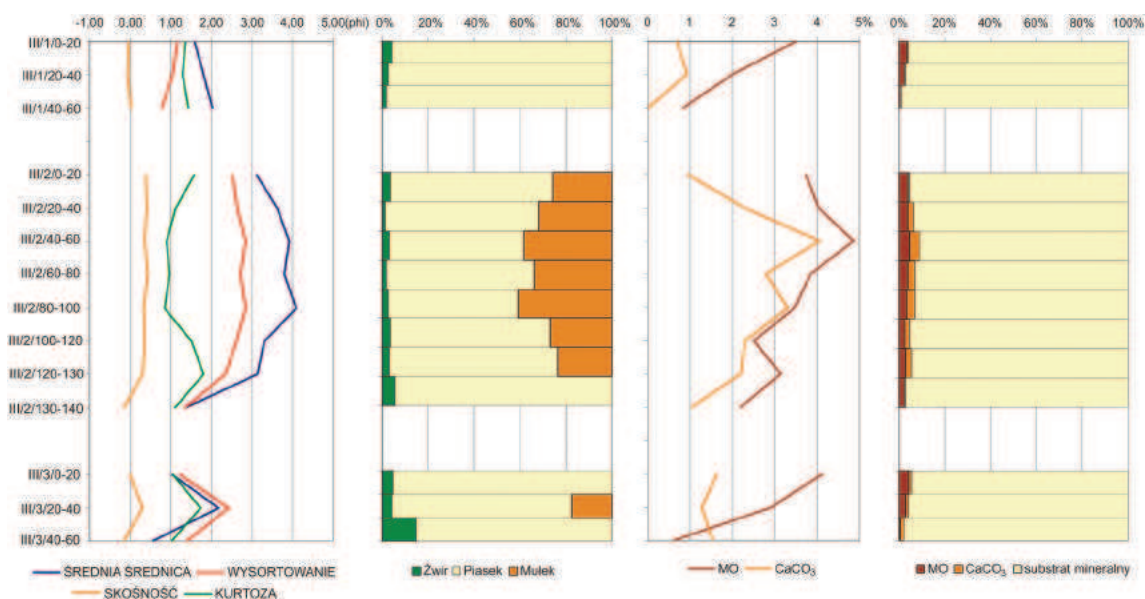 -1,00 0,00 1,00 2,00 3,00 4,00 5,00(phi)
0% 20% 40% 60% 80% 100%
0 1 2 3 4 5%
0% 20% 40% 60% 80% 100%
III/1/0-20
III/1/20-40
III/1/40-60
III/2/0-20
III/2/20-40
III/2/40-60
III/2/60-80
III/2/80-100
III/2/100-120
III/2/120-130
III/2/130-140
III/3/0-20
III/3/20-40
III/3/40-60
ŚREDNIA ŚREDNICA WYSORTOWANIE
SKOŚNOŚĆ KURTOZA
Żwir Piasek Mułek
MO CaCO₃
MO CaCO₃ substrat mineralny